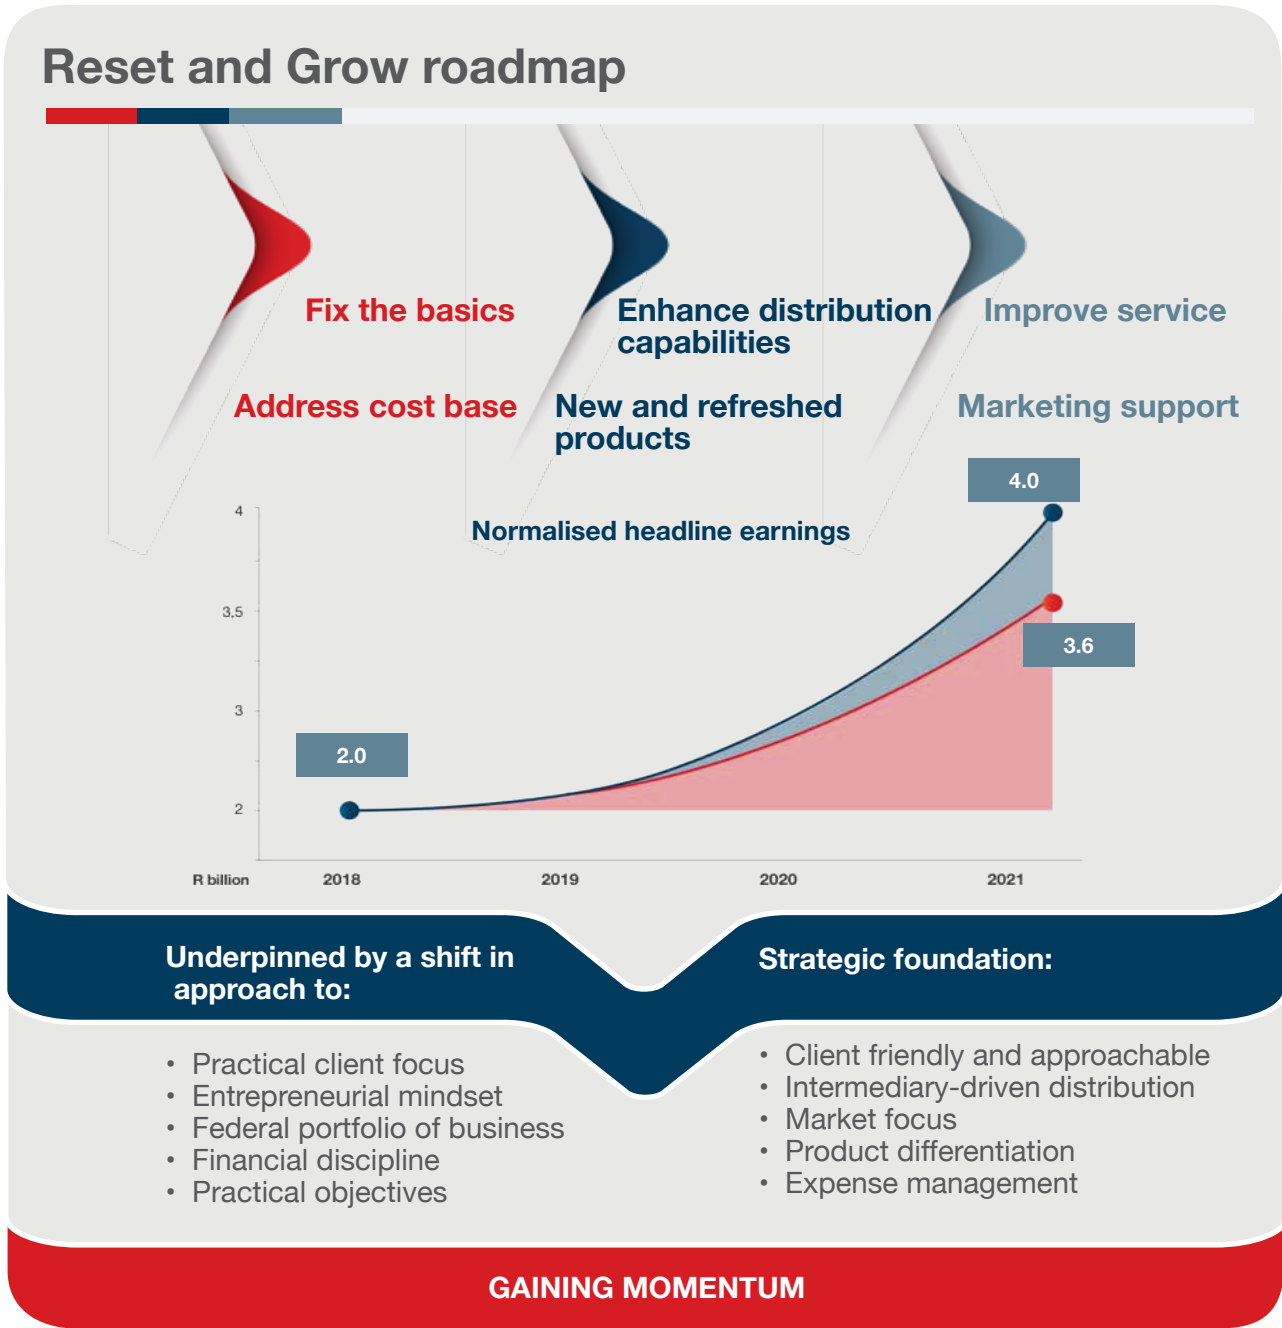 Reset and Grow roadmap
Fix the basics
Address cost base
Enhance distribution
capabilities
New and refreshed
products
Improve service
Marketing support
Normalised headline earnings
4
3,5
3
2
4.0
3.6
2.0
R billion 2018 2019 2020 2021
Underpinned by a shift in
approach to:
• Practical client focus
• Entrepreneurial mindset
• Federal portfolio of business
• Financial discipline
• Practical objectives
Strategic foundation:
• Client friendly and approachable
• Intermediary-driven distribution
• Market focus
• Product differentiation
• Expense management
GAINING MOMENTUM